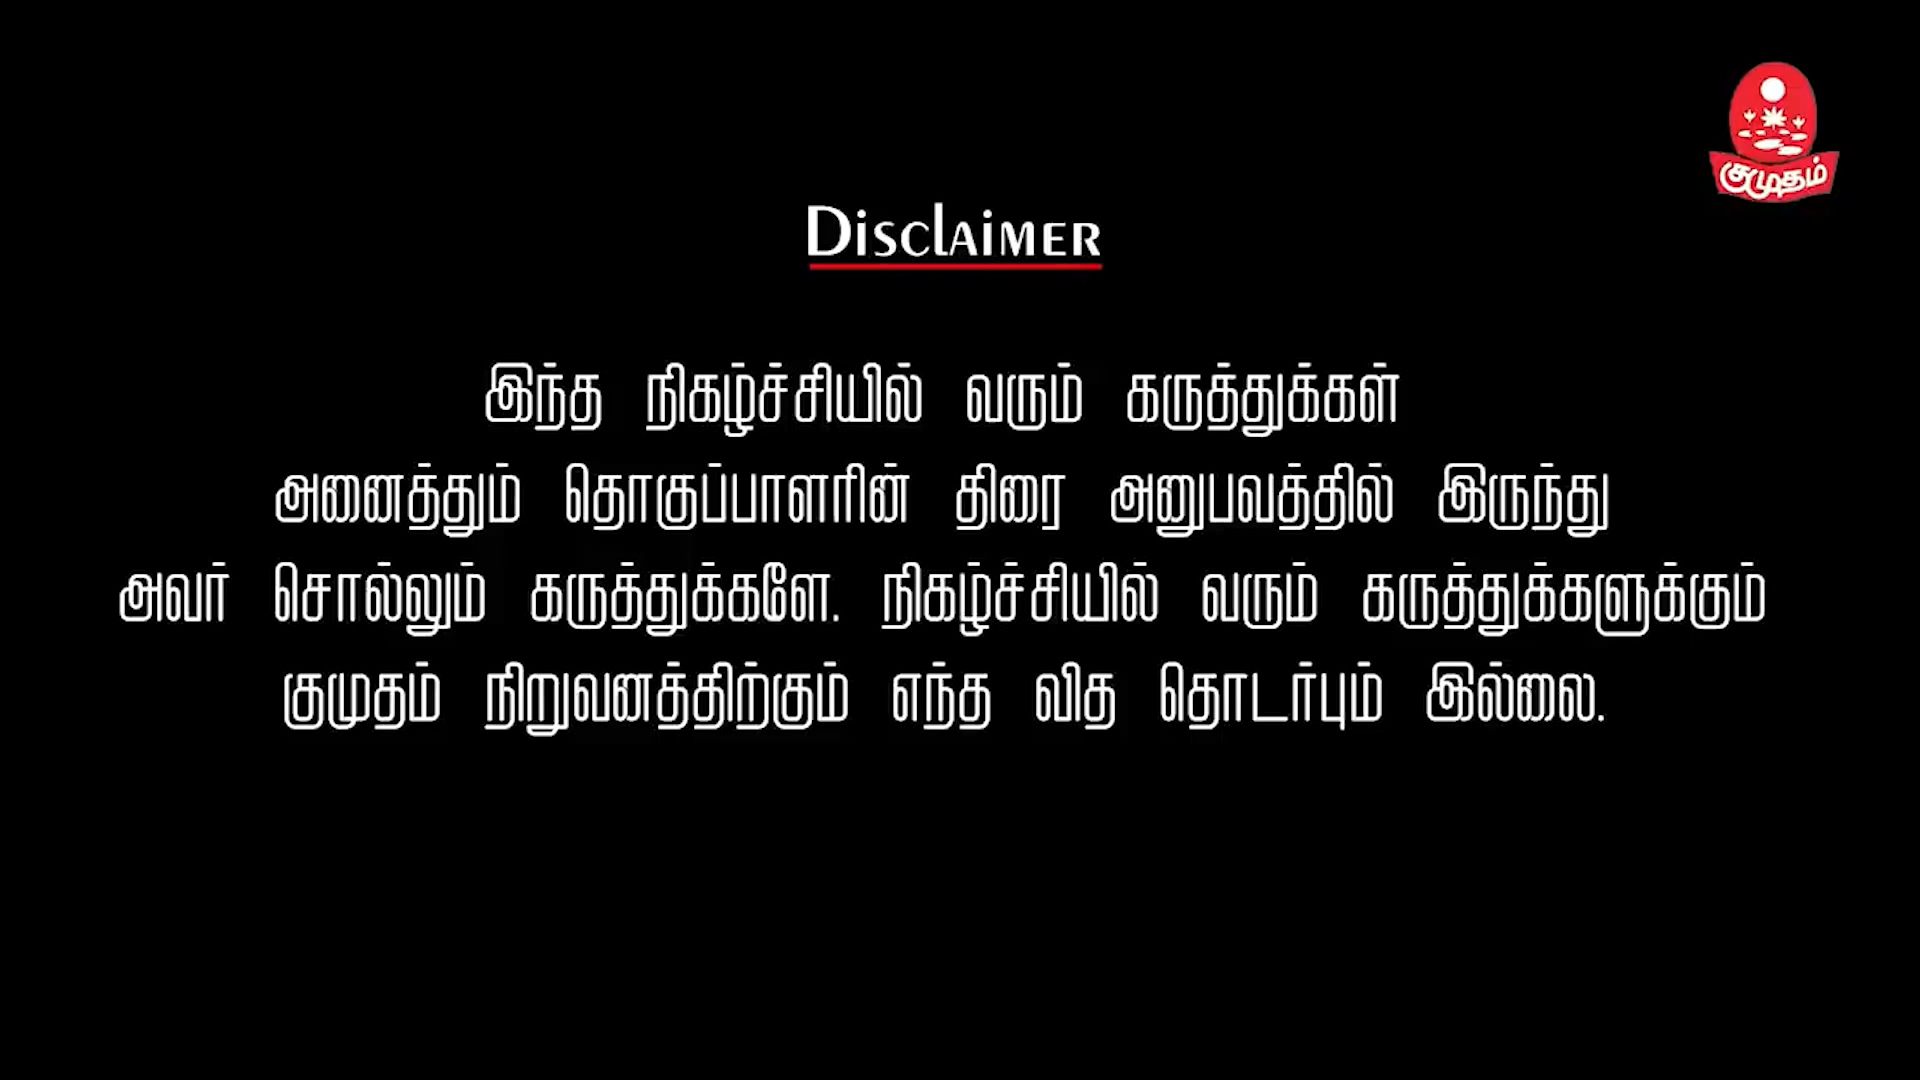 குமுதம்
Disclaimer
இந்த நிகழ்ச்சியில் வரும் கருத்துக்கள்
அனைத்தும் தொகுப்பாளரின் திரை அனுபவத்தில் இருந்து
அவர் சொல்லும் கருத்துக்களே. நிகழ்ச்சியில் வரும் கருத்துக்களுக்கும்
குமுதம் நிறுவனத்திற்கும் எந்த வித தொடர்பும் இல்லை.